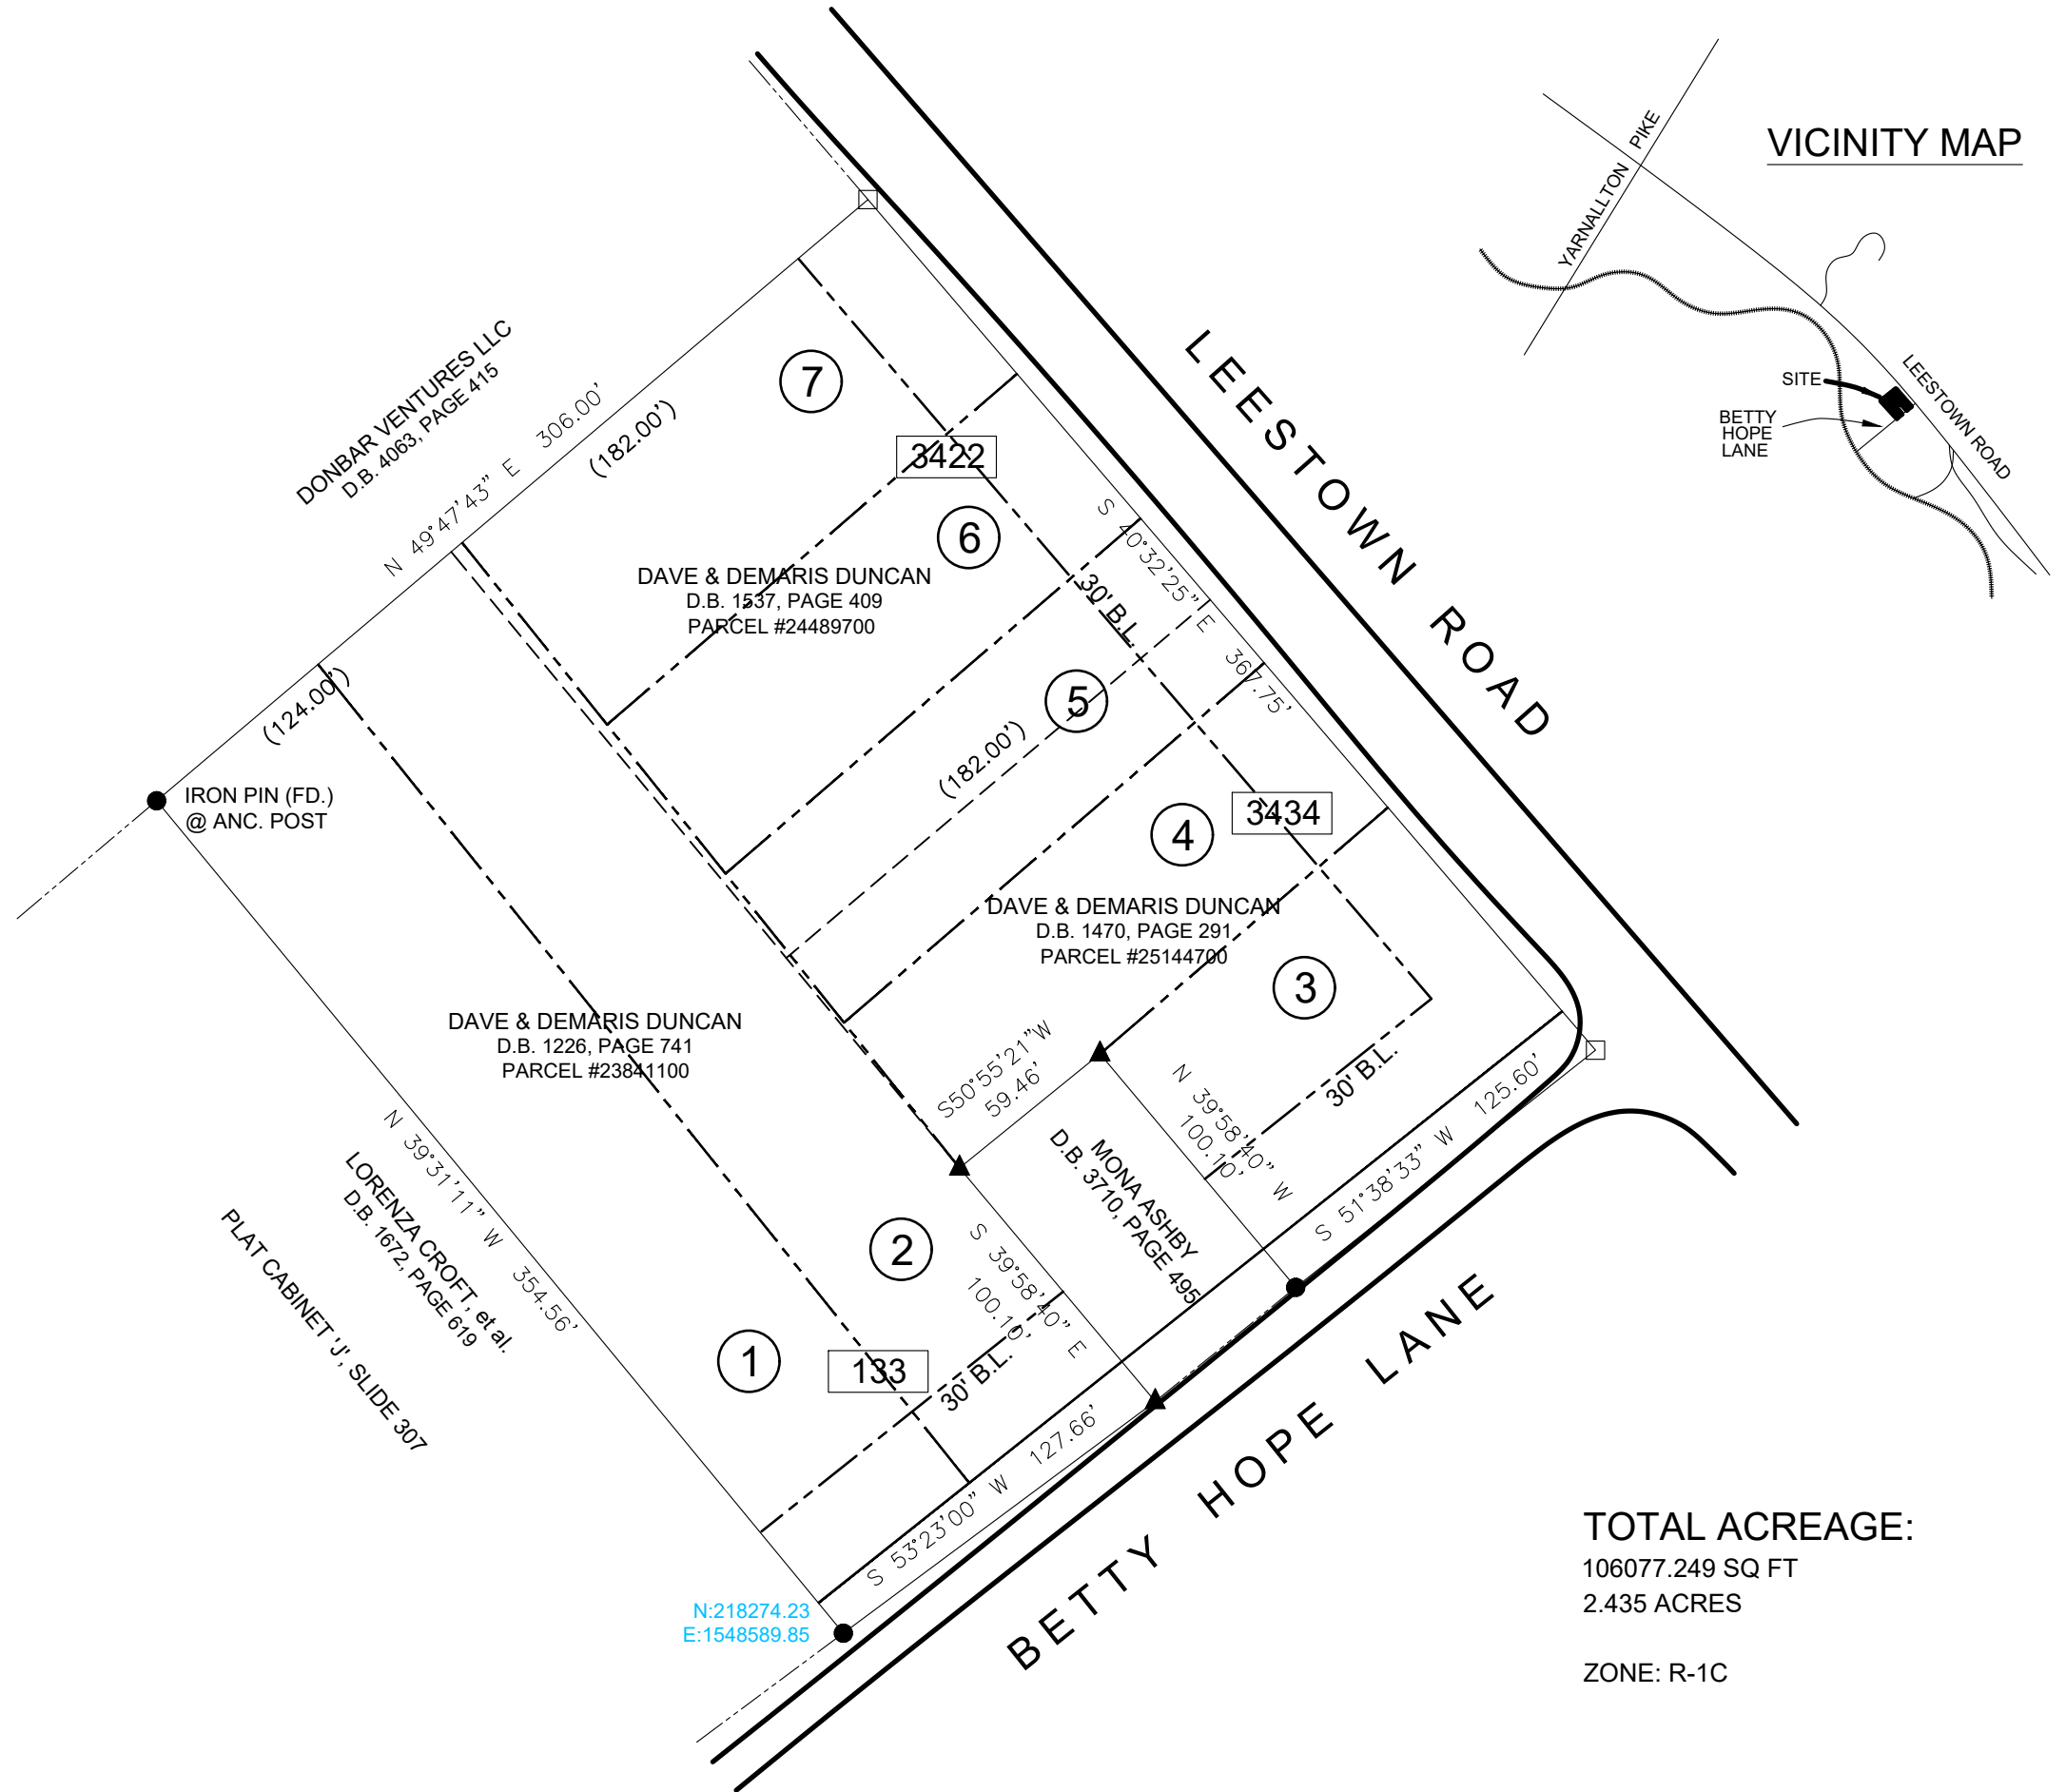 VICINITY MAP
YARNALLTON PIKE
SITE
BETTY
HOPE
LANE
LEESTOWN ROAD
LEESTOWN ROAD
DONBAR VENTURES LLC
D.B. 4063, PAGE 415
N 49°47'43" E 306.00'
(182.00')
(124.00')
7
3422
6
DAVE & DEMARIS DUNCAN
D.B. 1537, PAGE 409
PARCEL #24489700
S 40°32'25" E 367.75'
30' B.L.
5
(182.00')
IRON PIN (FD.)
@ ANC. POST
3434
4
DAVE & DEMARIS DUNCAN
D.B. 1470, PAGE 291
PARCEL #25144700
3
DAVE & DEMARIS DUNCAN
D.B. 1226, PAGE 741
PARCEL #23841100
S50°55'21"W
59.46'
N 39°58'40" W
100.10'
30' B.L.
MONA ASHBY
D.B. 3710, PAGE 495
S 51°38'33" W 125.60'
N 39°31'11" W 354.56'
LORENZA CROFT, et al.
D.B. 1672, PAGE 619
PLAT CABINET 'J', SLIDE 307
2
S 39°58'40" E
100.10'
1
133
30' B.L.
S 53°23'00" W 127.66'
BETTY HOPE LANE
N:218274.23
E:1548589.85
TOTAL ACREAGE:
106077.249 SQ FT
2.435 ACRES
ZONE: R-1C